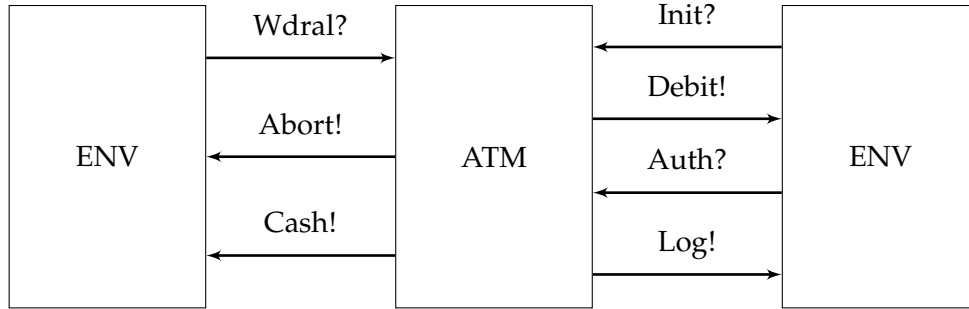 Wdral?
Init?
Debit!
Abort!
ENV
ATM
Auth?
ENV
Cash!
Log!